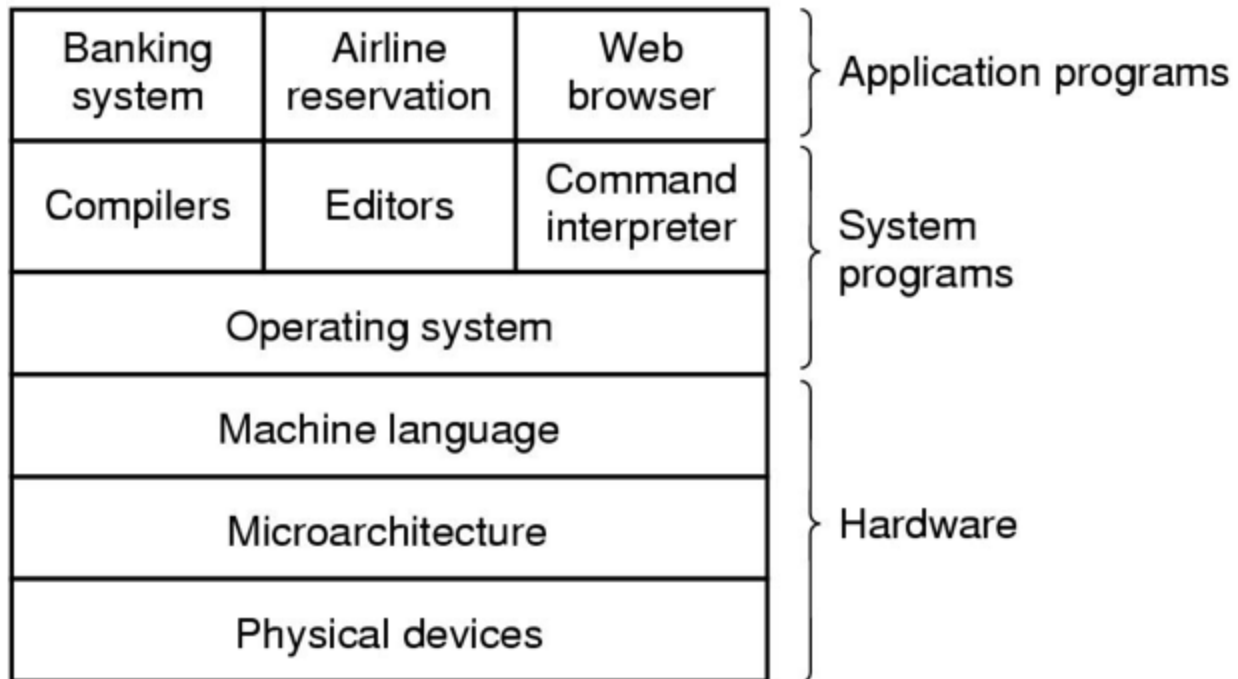 Banking
system
Airline
reservation
Web
browser
Application programs
Compilers
Editors
Command
interpreter
System
programs
Operating system
Machine language
Microarchitecture
Hardware
Physical devices